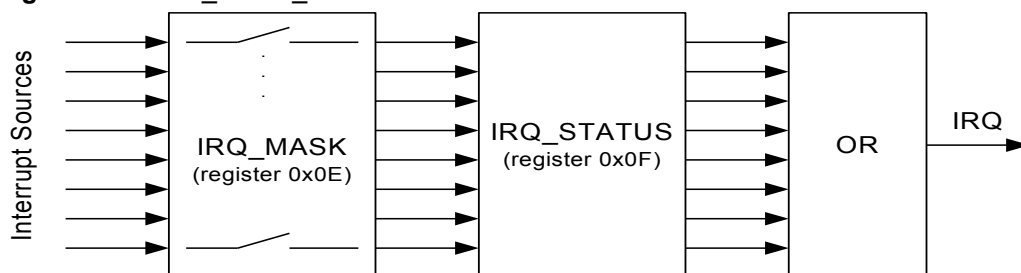 Interrupt Sources
IRQ_MASK
(register 0x0E)
IRQ_STATUS
(register 0x0F)
OR
IRQ